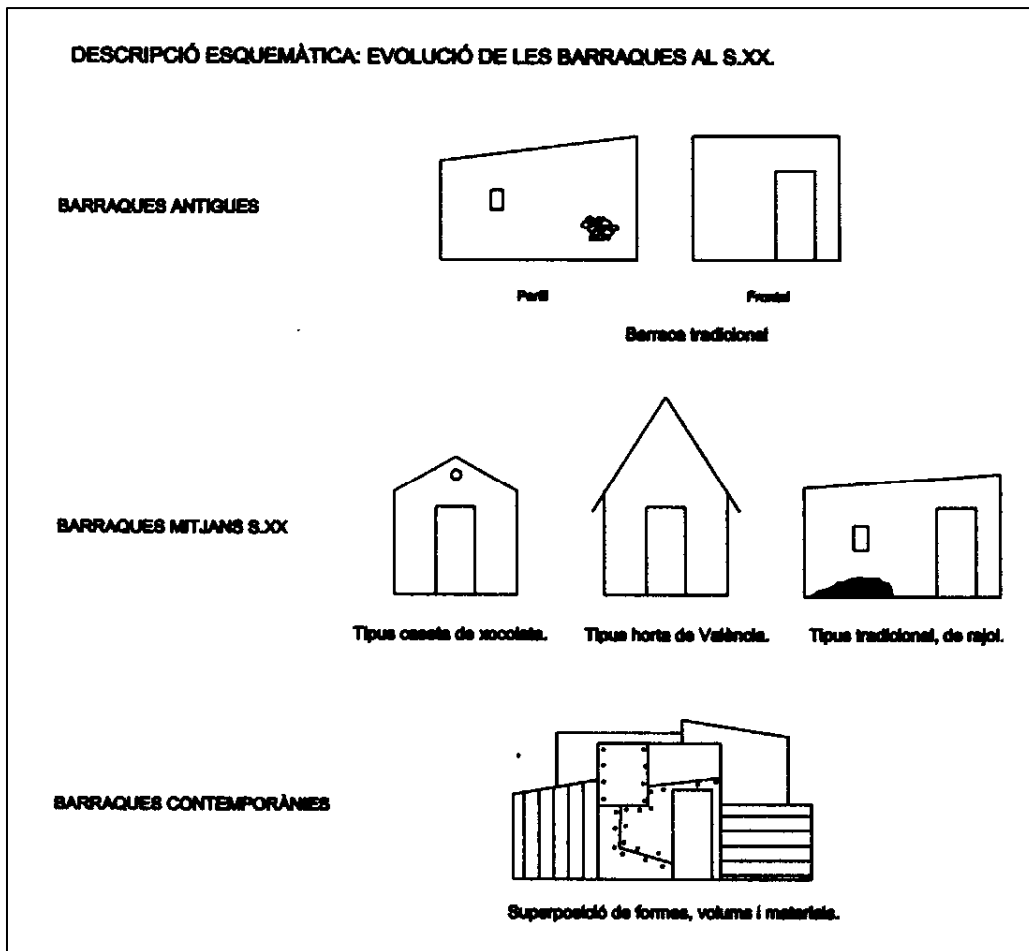 DESCRIPCIÓ ESQUEMÀTICA: EVOLUCIÓ DE LES BARRAQUES AL S.XX.
BARRAQUES ANTIGUES
Perfil
Frontal
Barraca tradicional
BARRAQUES MITJANS S.XX
Tipus caseta de xocolata.
Tipus horta de València.
Tipus tradicional, de rajol.
BARRAQUES CONTEMPORÀNIES
Superposició de formes, volums i materials.